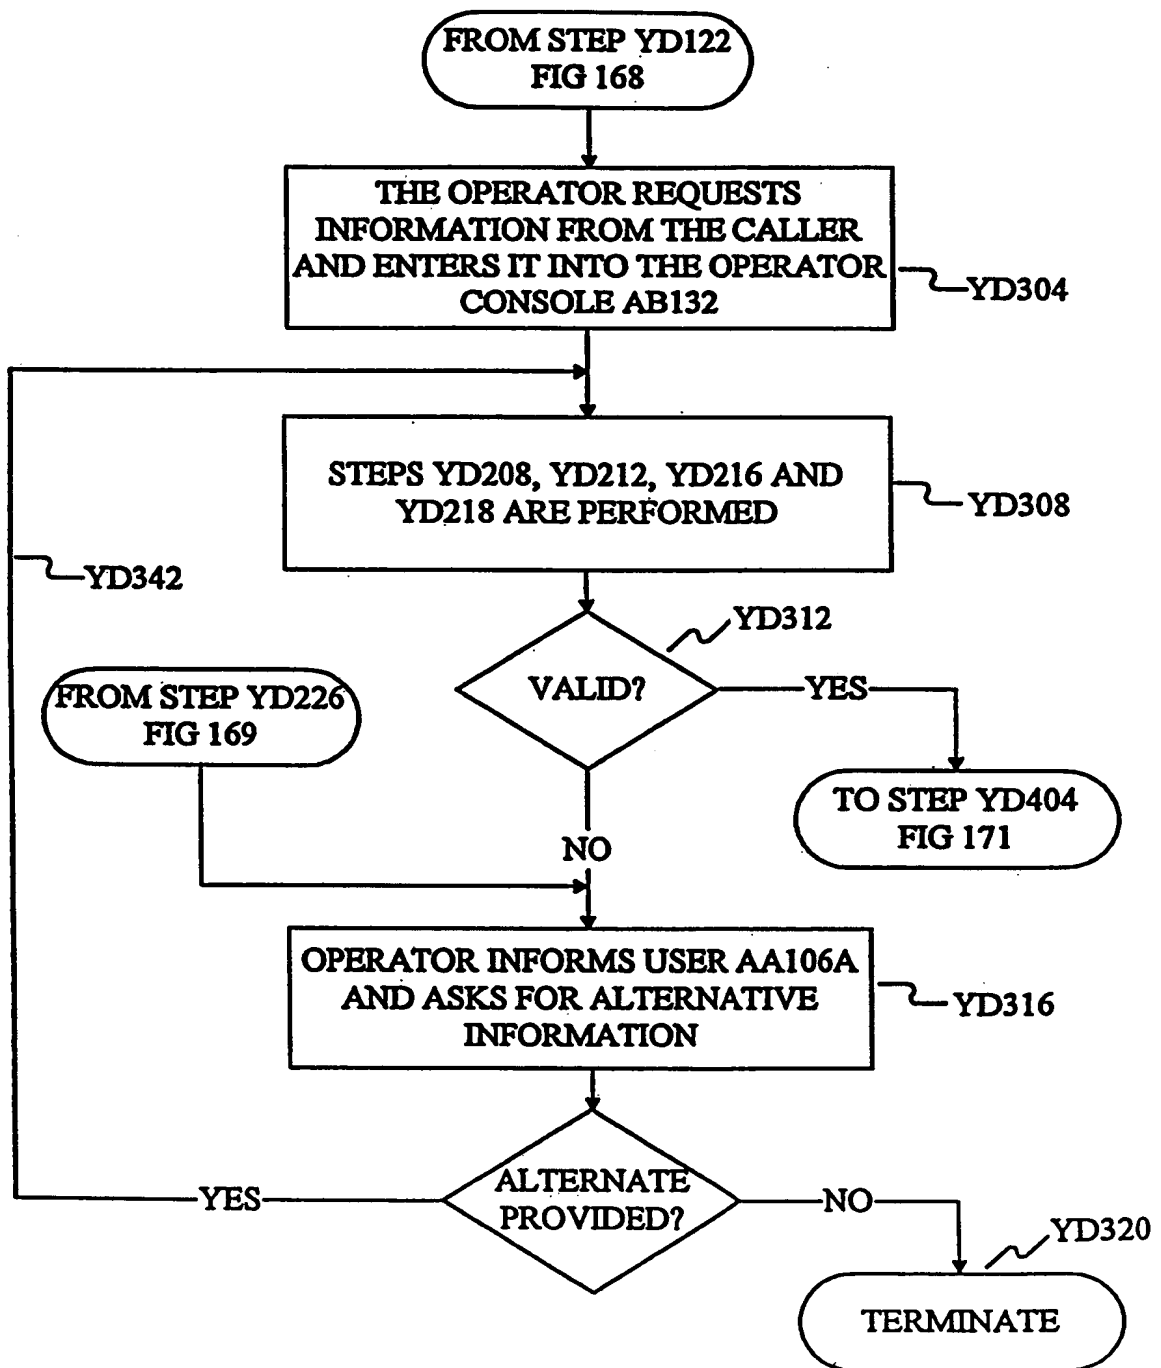 FROM STEP YD122
FIG 168
THE OPERATOR REQUESTS
INFORMATION FROM THE CALLER
AND ENTERS IT INTO THE OPERATOR
CONSOLE AB132
YD304
STEPS YD208, YD212, YD216 AND
YD218 ARE PERFORMED
YD308
YD342
YD312
VALID?
YES
FROM STEP YD226
FIG 169
TO STEP YD404
FIG 171
NO
OPERATOR INFORMS USER AA106A
AND ASKS FOR ALTERNATIVE
INFORMATION
YD316
ALTERNATE
PROVIDED?
YES
NO
YD320
TERMINATE